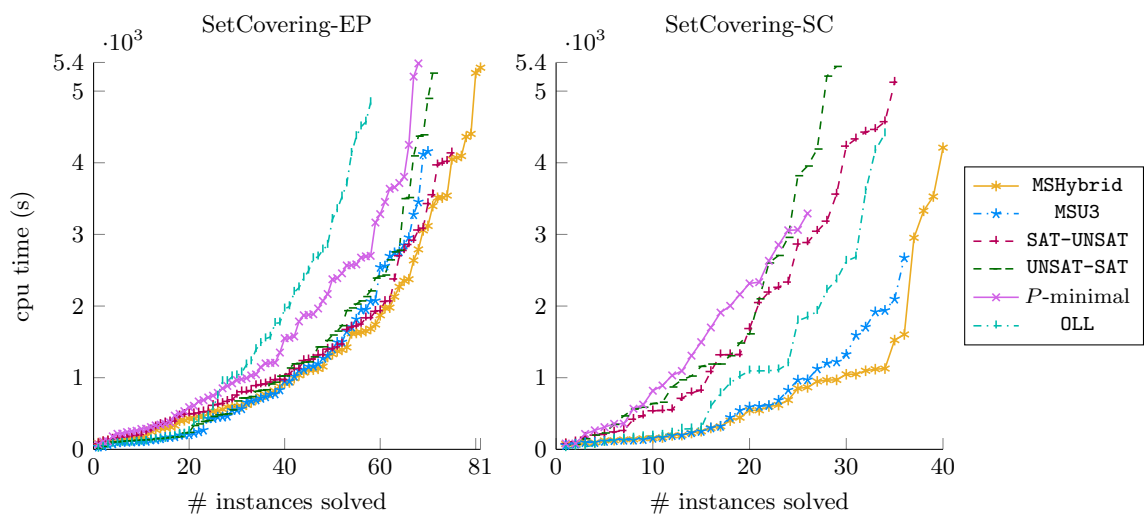 SetCovering-EP
·10³
5.4
5
4
3
2
1
0
0
20
40
60
81
cpu time (s)
# instances solved
SetCovering-SC
·10³
5.4
5
4
3
2
1
0
0
10
20
30
40
# instances solved
MSHybrid
MSU3
SAT-UNSAT
UNSAT-SAT
P-minimal
OLL